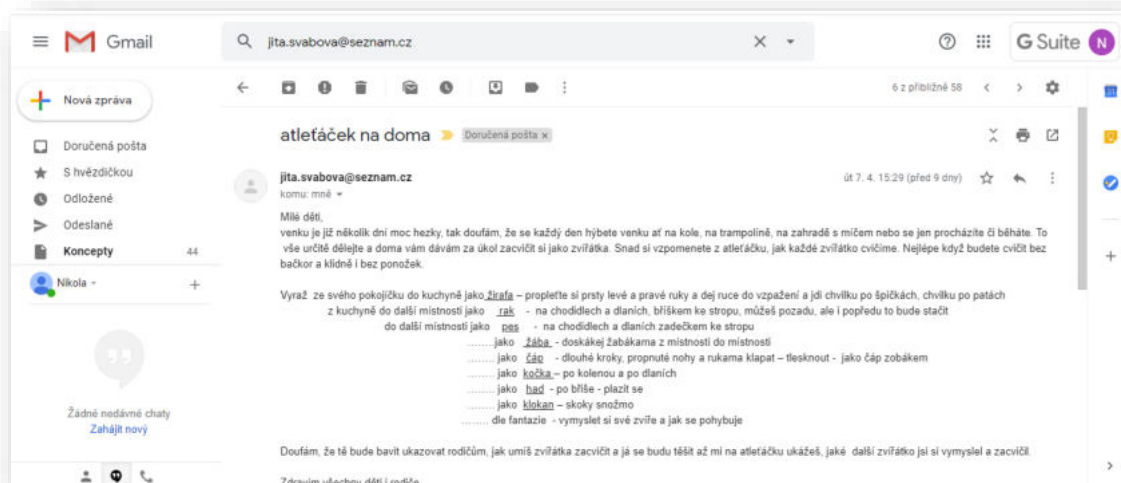 Gmail
jita.svabova@seznam.cz
G Suite
N
Nová zpráva
6 z přibližně 58
Doručená pošta
S hvězdičkou
Odložené
Odeslané
Koncepty 44
Nikola
Žádné nedávné chaty
Zahájit nový
atleťáček na doma
Doručená pošta x
jita.svabova@seznam.cz
út 7. 4. 15:29 (před 9 dny)
komu: mně
Milé děti,
venku je již několik dní moc hezky, tak doufám, že se každý den hýbete venku ať na kole, na trampolíně, na zahradě s míčem nebo se jen procházíte či běháte. To
vše určitě dělejte a doma vám dávám za úkol zacvičit si jako zvířátka. Snad si vzpomenete z atleťáčku, jak každé zvířátko cvičíme. Nejlépe když budete cvičit bez
bačkor a klidně i bez ponožek.
Vyraž ze svého pokojíčku do kuchyně jako žirafa – propleťte si prsty levé a pravé ruky a dej ruce do vzpažení a jdi chvilku po špičkách, chvilku po patách
z kuchyně do další místnosti jako rak - na chodidlech a dlaních, bříškem ke stropu, můžeš pozadu, ale i popředu to bude stačit
do další místnosti jako pes - na chodidlech a dlaních zadečkem ke stropu
........jako žába - doskákej žabákama z místnosti do místnosti
........ jako čáp - dlouhé kroky, propnuté nohy a rukama klapat – tlesknout - jako čáp zobákem
........ jako kočka – po kolenou a po dlaních
........ jako had - po břiše - plazit se
........ jako klokan – skoky snožmo
........ dle fantazie - vymyslet si své zvíře a jak se pohybuje
Doufám, že tě bude bavit ukazovat rodičům, jak umíš zvířátka zacvičit a já se budu těšit až mi na atleťáčku ukážeš, jaké další zvířátko jsi si vymyslel a zacvičil.
Zdravím všechny děti i rodiče